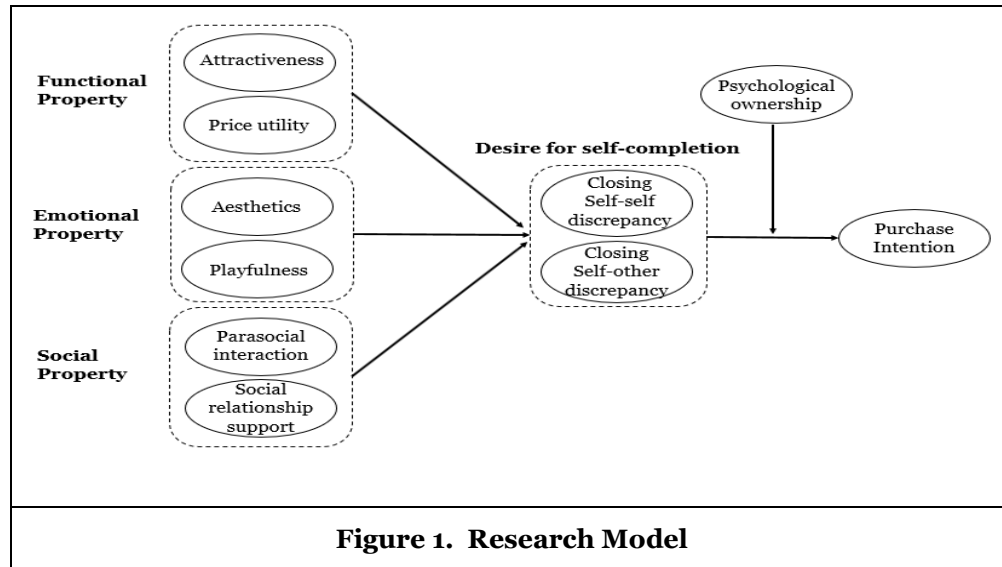 Functional
Property
Attractiveness
Price utility
Emotional
Property
Aesthetics
Playfulness
Social
Property
Parasocial
interaction
Social
relationship
support
Desire for self-completion
Closing
Self-self
discrepancy
Closing
Self-other
discrepancy
Psychological
ownership
Purchase
Intention
Figure 1. Research Model